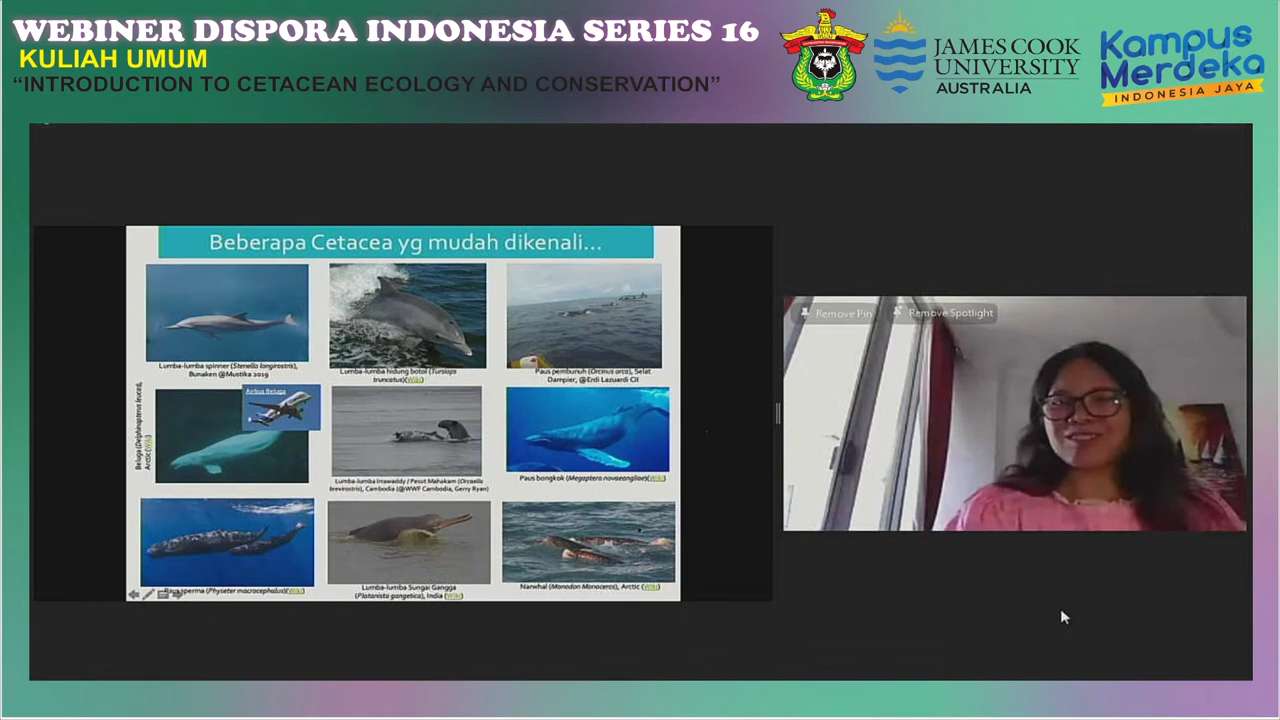 WEBINER DISPORA INDONESIA SERIES 16
KULIAH UMUM
“INTRODUCTION TO CETACEAN ECOLOGY AND CONSERVATION”
JAMES COOK
UNIVERSITY
AUSTRALIA
Kampus
Merdeka
INDONESIA JAYA
Beberapa Cetacea yg mudah dikenali...
Lumba-lumba spinner (Stenella longirostris),
Bunaken @Mustika 2019
Lumba-lumba hidung botol (Tursiops
truncatus)(Wiki)
Paus pembunuh (Orcinus orca), Selat
Dampier, @Erdi Lazuardi CII
Beluga (Delphinapterus leucas),
Arctic (Wiki)
Airbus Beluga
Lumba-lumba Irrawaddy / Pesut Mahakam (Orcaella
brevirostris), Cambodia (@WWF Cambodia, Gerry Ryan)
Paus bongkok (Megaptera novaeangliae)(Wiki)
sperma (Physeter macrocephalus)(Wiki)
Lumba-lumba Sungai Gangga
(Platanista gangetica), India (Wiki)
Narwhal (Monodon Monoceros), Arctic (Wiki)
Remove Pin
Remove Spotlight